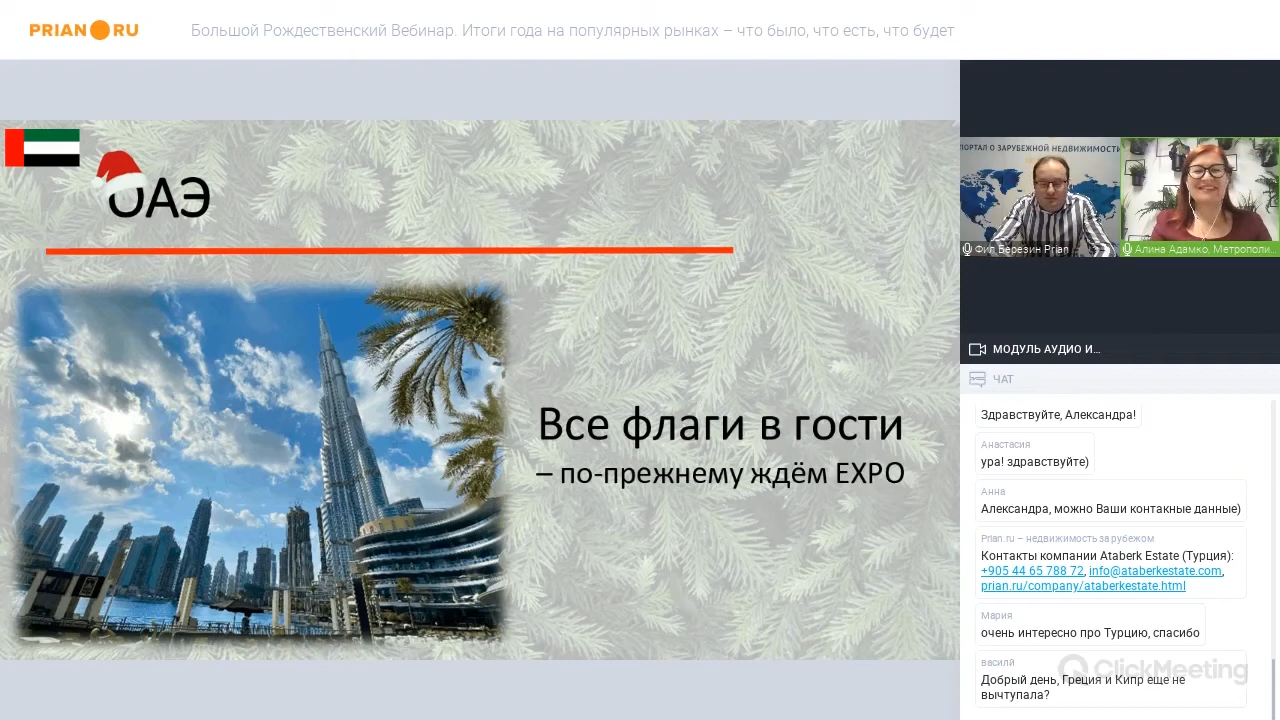 PRIAN RU
Большой Рождественский Вебинар. Итоги года на популярных рынках – что было, что есть, что будет
ОАЭ
Все флаги в гости
– по-прежнему ждём EXPO
ПОРТАЛ О ЗАРУБЕЖНОЙ НЕДВИЖИМОСТИ
Фил Березин Prian
Алина Адамко, Метрополи...
МОДУЛЬ АУДИО И...
ЧАТ
Здравствуйте, Александра!
Анастасия
ура! здравствуйте)
Анна
Александра, можно Ваши контакные данные)
Prian.ru – недвижимость за рубежом
Контакты компании Ataberk Estate (Турция):
+905 44 65 788 72, info@ataberkestate.com,
prian.ru/company/ataberkestate.html
Мария
очень интересно про Турцию, спасибо
василй
ClickMeeting
Добрый день, Греция и Кипр еще не
вычтупала?